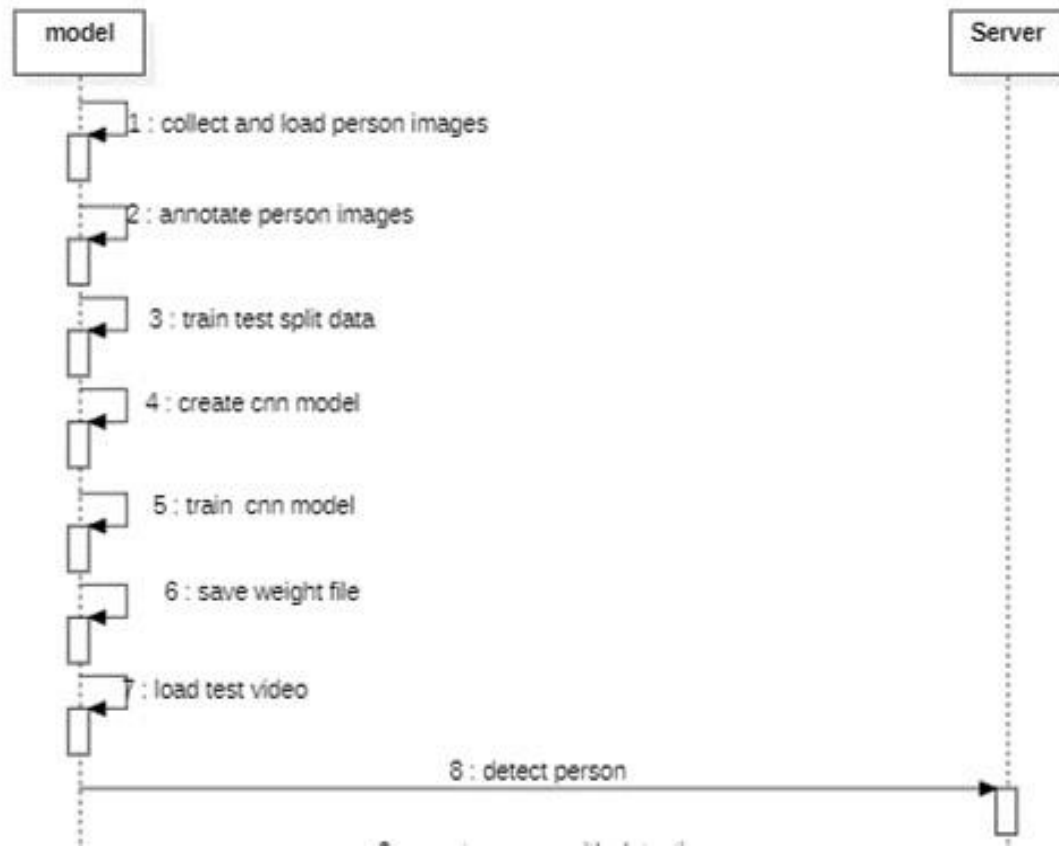 model
Server
1 : collect and load person images
2 : annotate person images
3 : train test split data
4 : create cnn model
5 : train cnn model
6 : save weight file
7 : load test video
8 : detect person